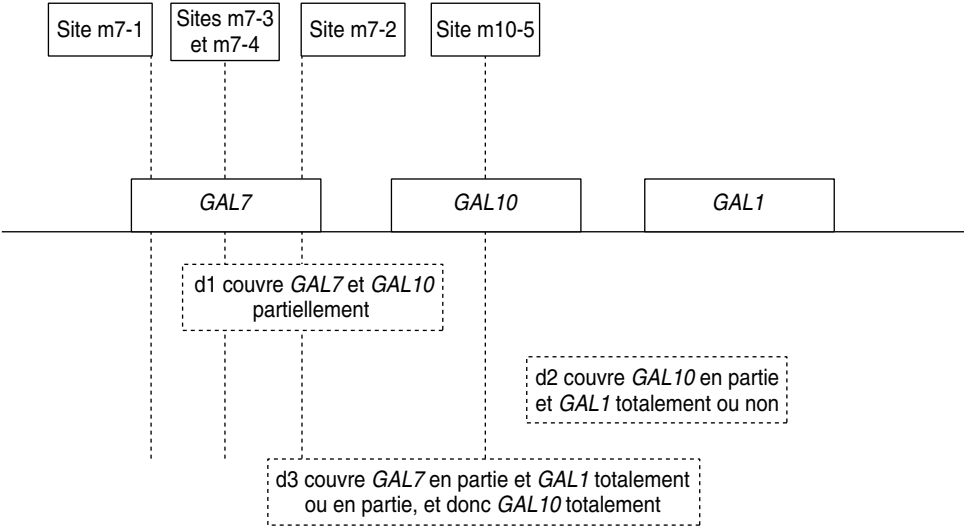 Site m7-1
Sites m7-3
et m7-4
Site m7-2
Site m10-5
GAL7
GAL10
GAL1
d1 couvre GAL7 et GAL10
partiellement
d2 couvre GAL10 en partie
et GAL1 totalement ou non
d3 couvre GAL7 en partie et GAL1 totalement
ou en partie, et donc GAL10 totalement